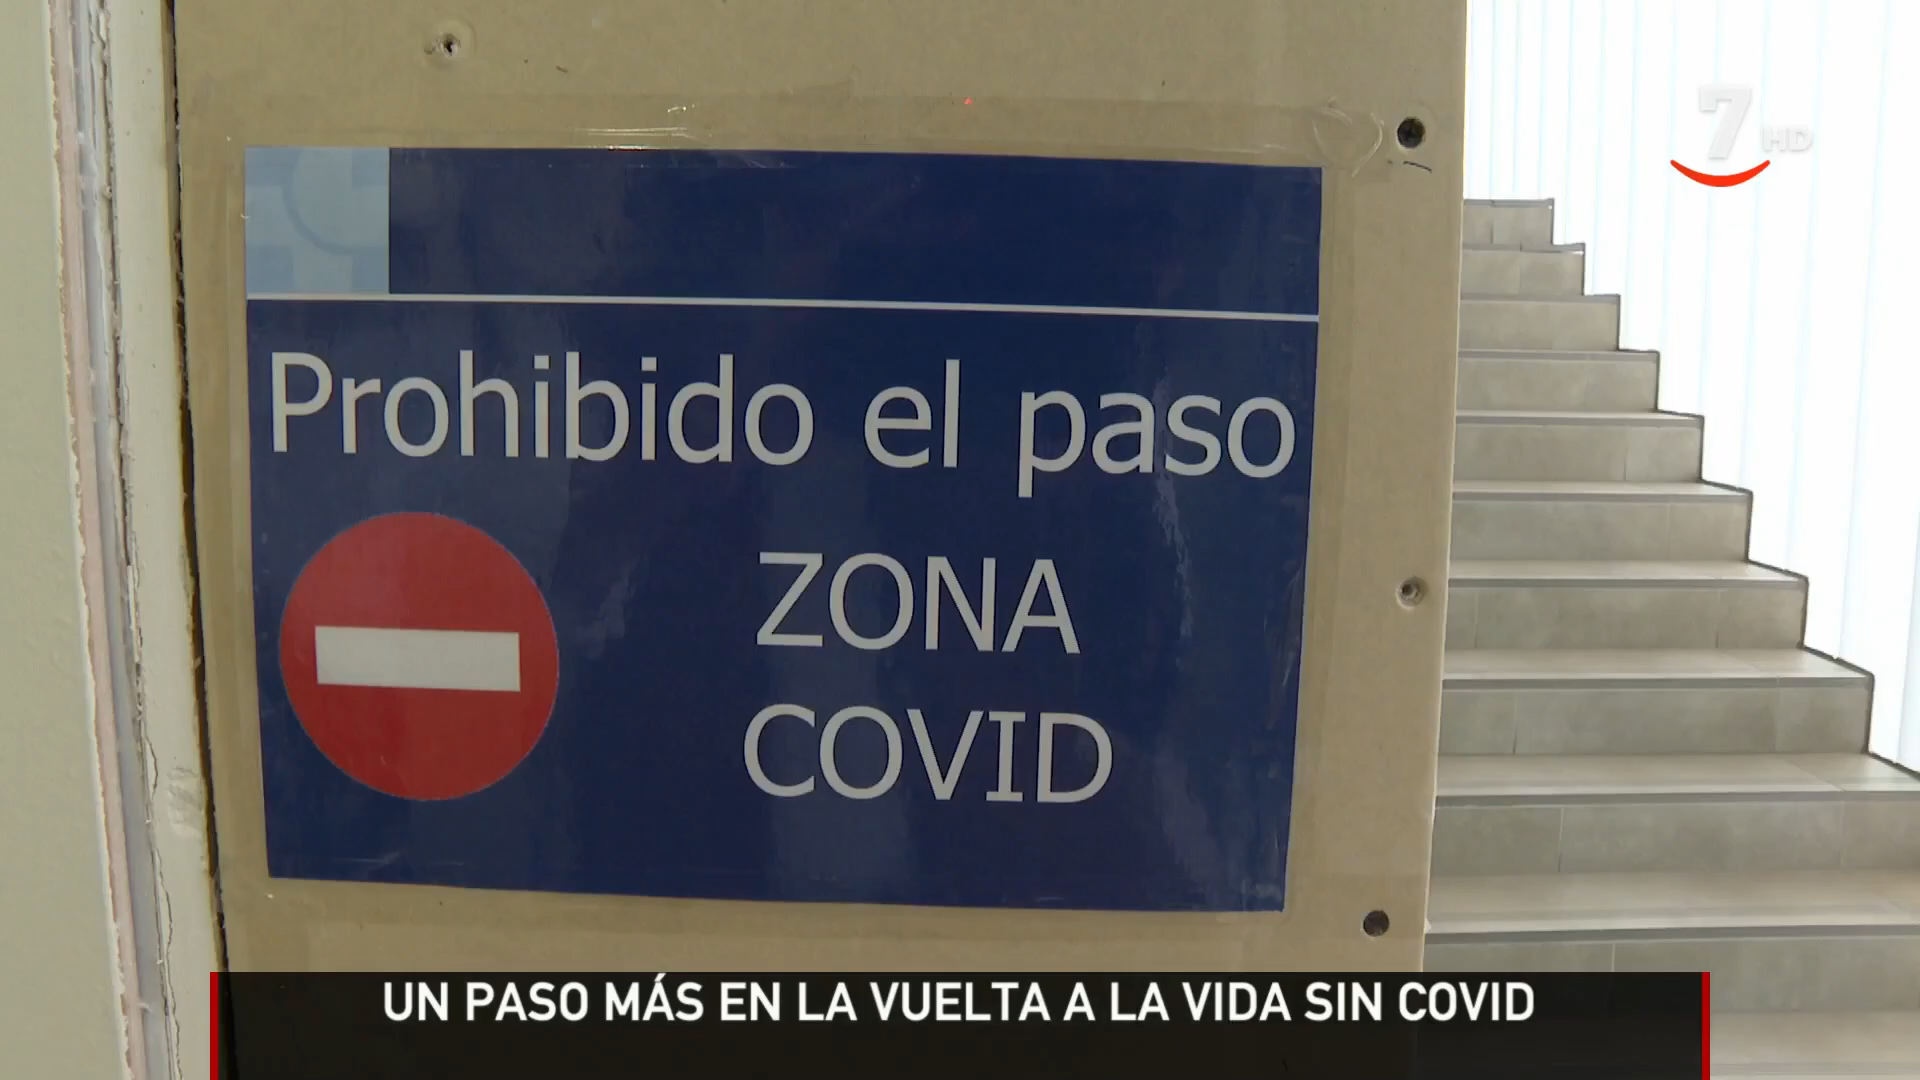 7 HD
Prohibido el paso
ZONA
COVID
UN PASO MÁS EN LA VUELTA A LA VIDA SIN COVID